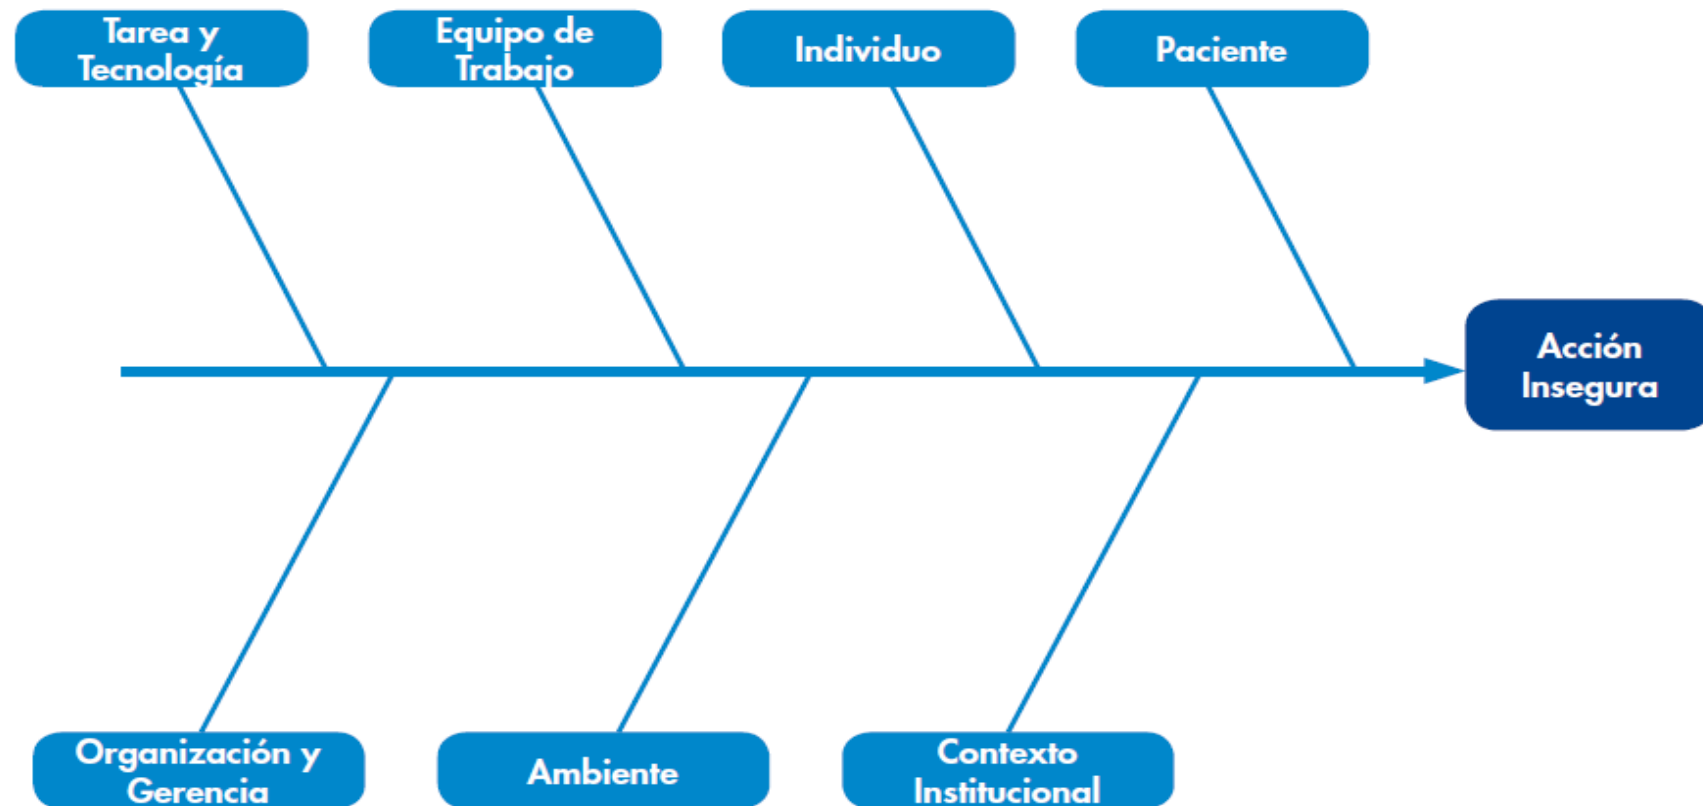 Tarea y
Tecnología
Equipo de
Trabajo
Individuo
Paciente
Acción
Insegura
Organización y
Gerencia
Ambiente
Contexto
Institucional